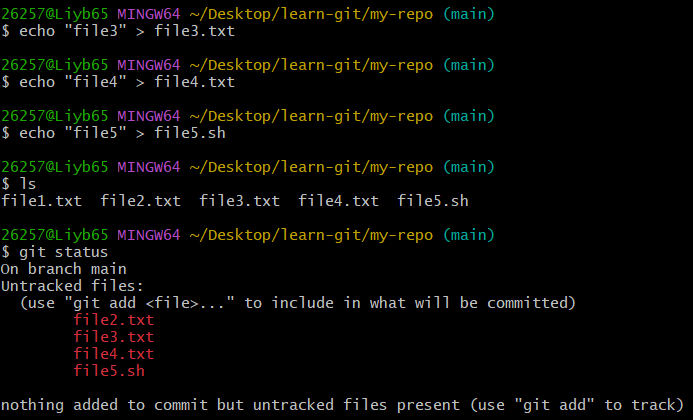 26257@Liyb65 MINGW64 ~/Desktop/learn-git/my-repo (main)
$ echo "file3" > file3.txt
26257@Liyb65 MINGW64 ~/Desktop/learn-git/my-repo (main)
$ echo "file4" > file4.txt
26257@Liyb65 MINGW64 ~/Desktop/learn-git/my-repo (main)
$ echo "file5" > file5.sh
26257@Liyb65 MINGW64 ~/Desktop/learn-git/my-repo (main)
$ ls
file1.txt  file2.txt  file3.txt  file4.txt  file5.sh
26257@Liyb65 MINGW64 ~/Desktop/learn-git/my-repo (main)
$ git status
On branch main
Untracked files:
  (use "git add <file>..." to include in what will be committed)
        file2.txt
        file3.txt
        file4.txt
        file5.sh
nothing added to commit but untracked files present (use "git add" to track)